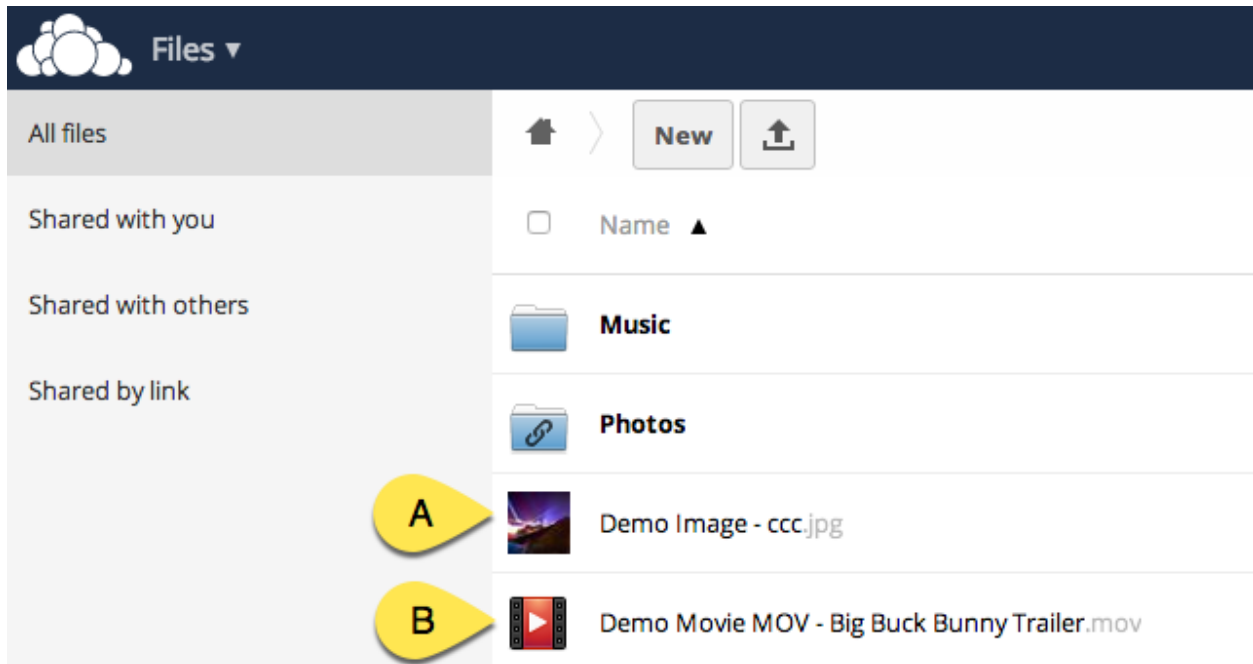 Files ▾
All files
New
Shared with you
Name ▲
Shared with others
Music
Shared by link
Photos
A
Demo Image - ccc.jpg
B
Demo Movie MOV - Big Buck Bunny Trailer.mov